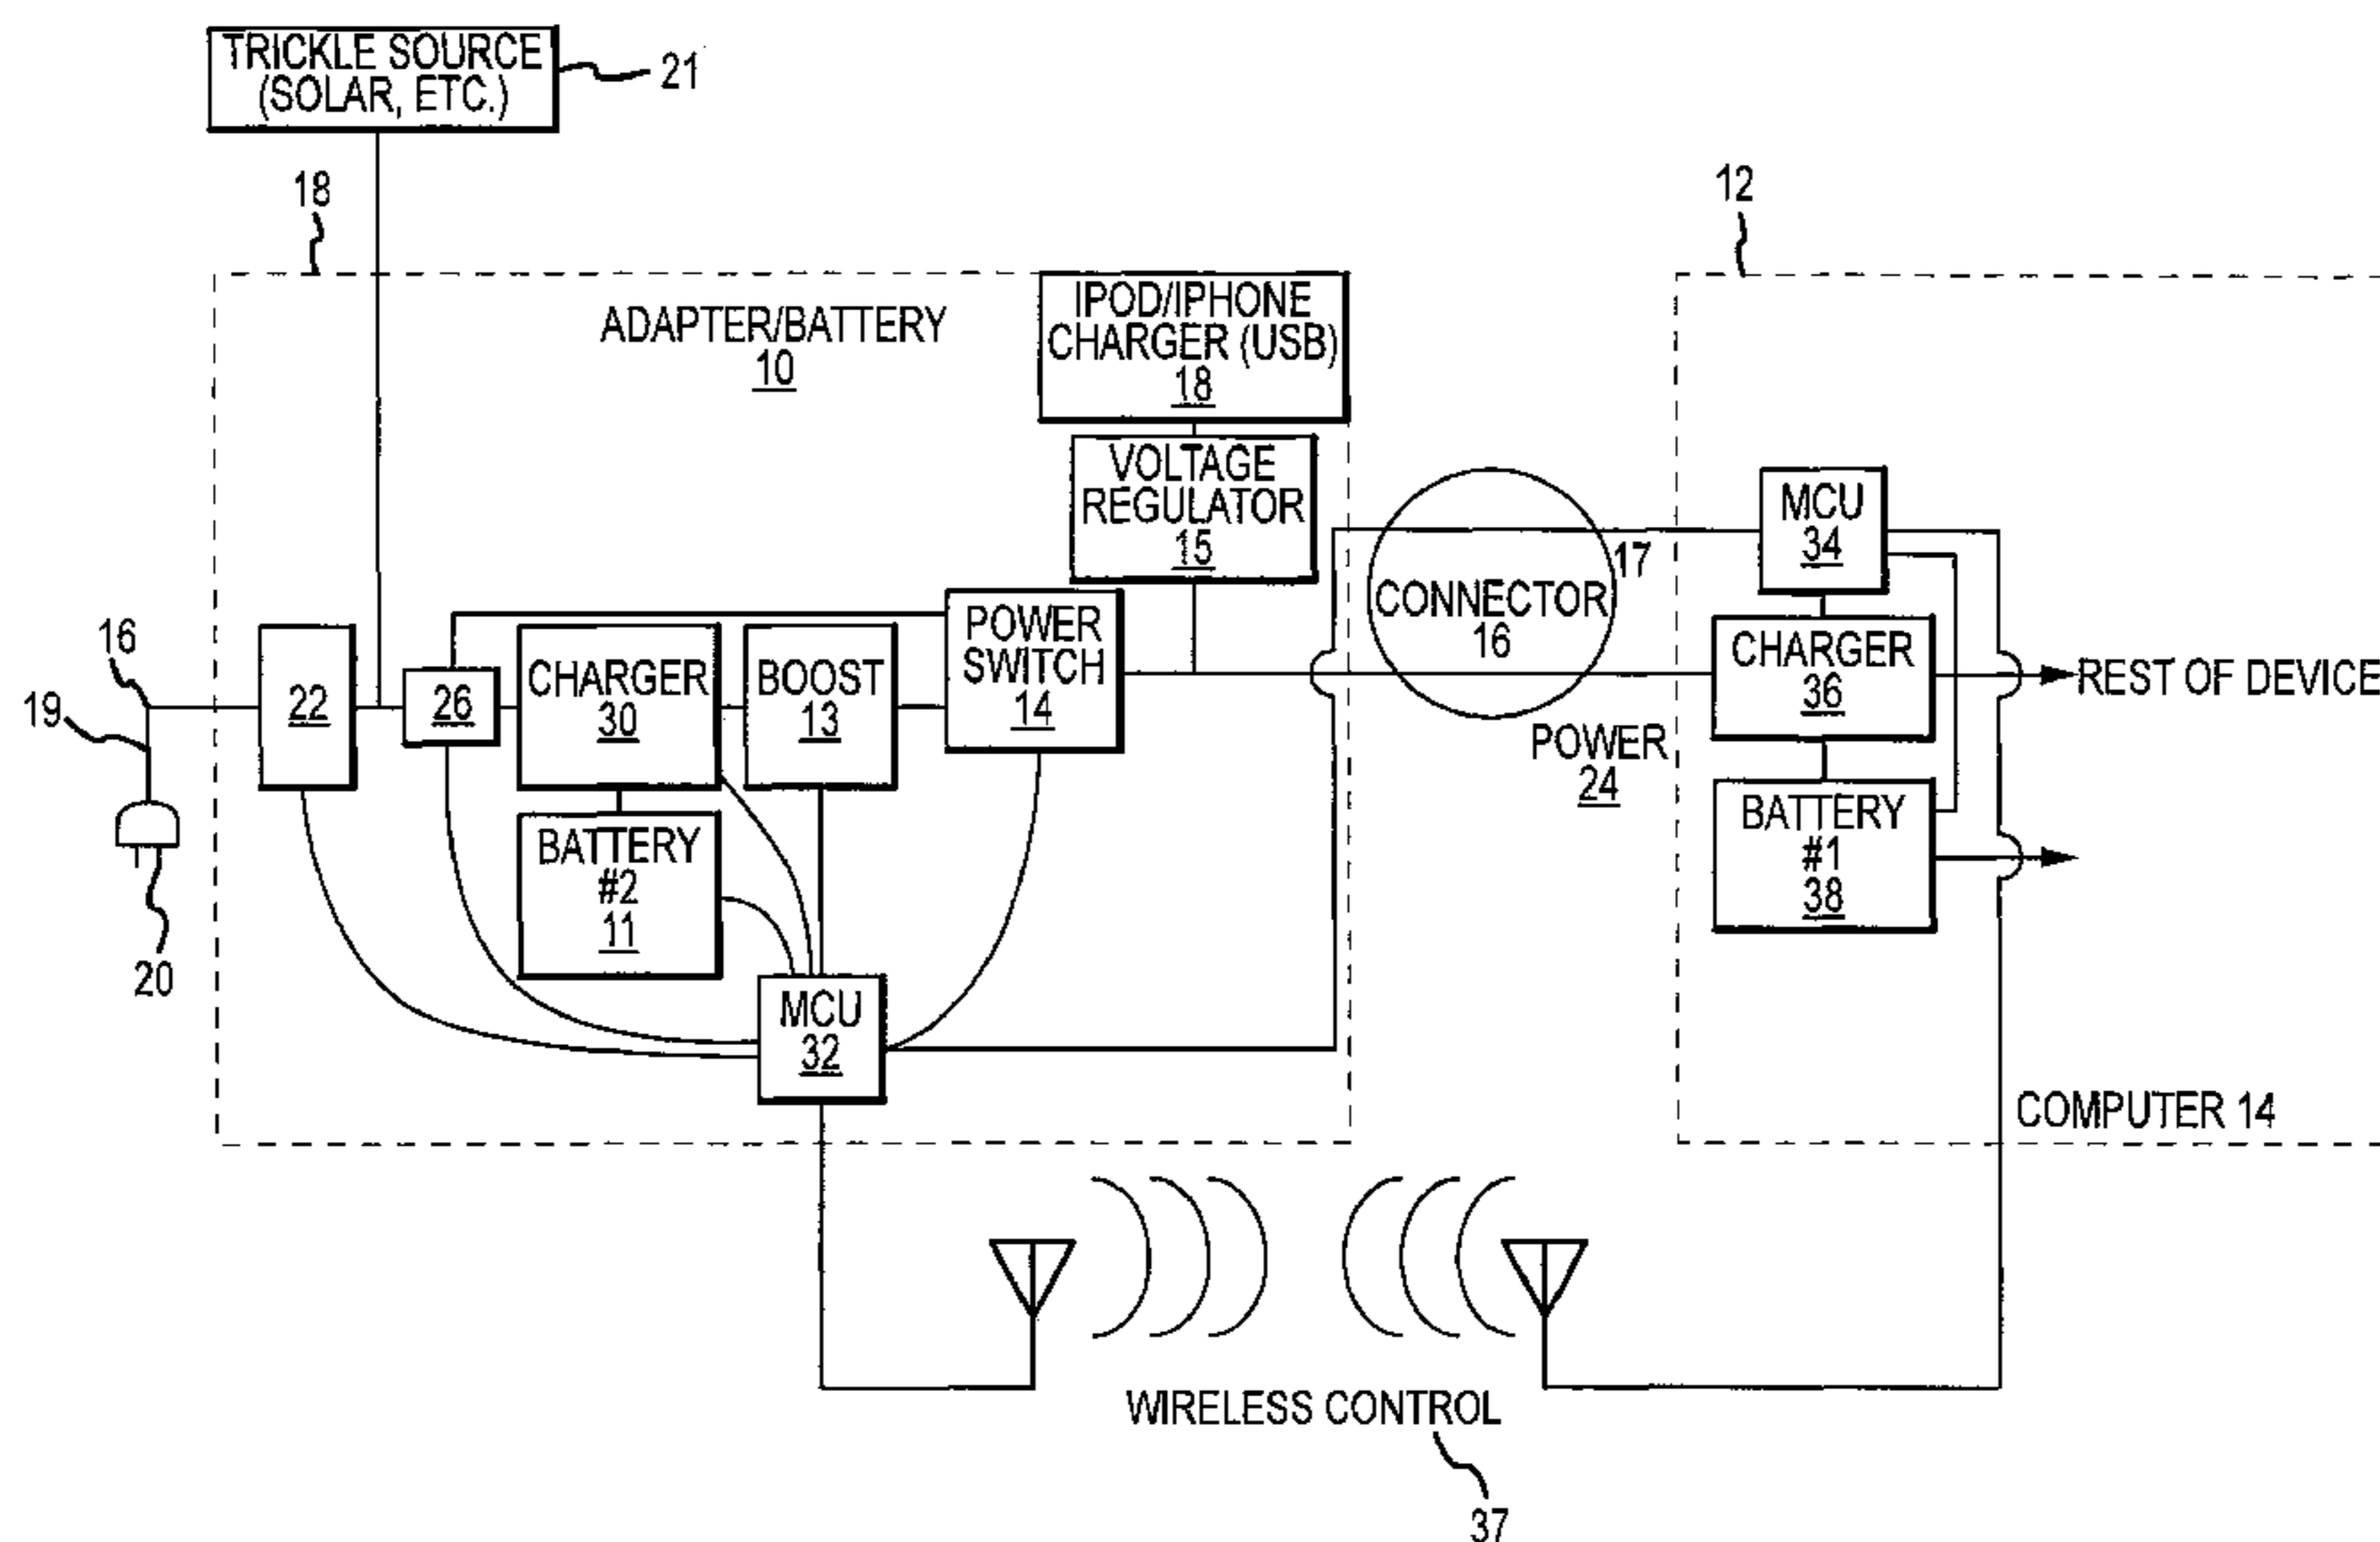 TRICKLE SOURCE
(SOLAR, ETC.)
21
18
12
ADAPTER/BATTERY
10
IPOD/IPHONE
CHARGER (USB)
18
VOLTAGE
REGULATOR
15
MCU
34
17
CONNECTOR
16
POWER
SWITCH
14
16
19
22
26
CHARGER
30
BOOST
13
CHARGER
36
REST OF DEVICE
POWER
24
BATTERY
#2
11
BATTERY
#1
38
20
MCU
32
COMPUTER 14
WIRELESS CONTROL
37